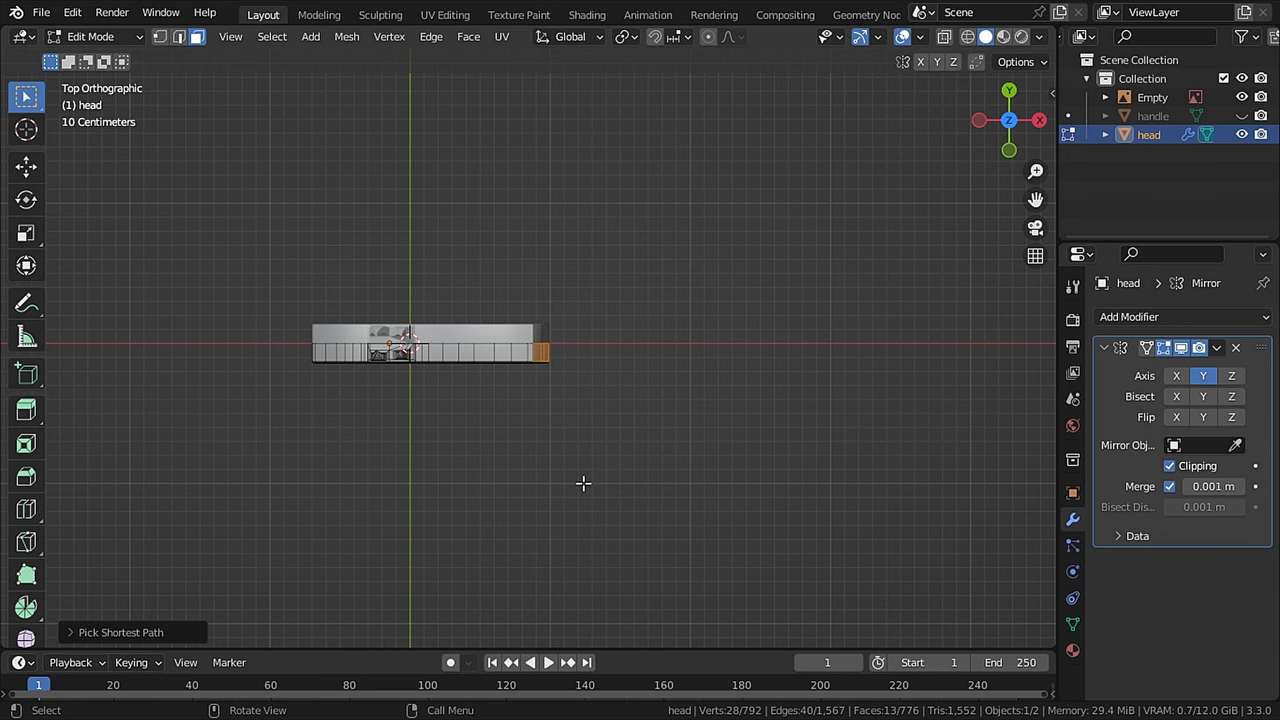 File Edit Render Window Help Layout Modeling Sculpting UV Editing Texture Paint Shading Animation Rendering Compositing Geometry Noc Scene ViewLayer
Edit Mode View Select Add Mesh Vertex Edge Face UV Global
X Y Z Options
Top Orthographic
(1) head
10 Centimeters
Y
Z
X
Scene Collection
Collection
Empty
handle
head
head Mirror
Add Modifier
Axis X Y Z
Bisect X Y Z
Flip X Y Z
Mirror Obj...
Clipping
Merge 0.001 m
Bisect Dis... 0.001 m
Data
Pick Shortest Path
Playback Keying View Marker 1 Start 1 End 250
1 20 40 60 80 100 120 140 160 180 200 220 240
Select Rotate View Call Menu head | Verts:28/792 | Edges:40/1,567 | Faces:13/776 | Tris:1,552 | Objects:1/2 | Memory: 29.4 MiB | VRAM: 0.7/12.0 GiB | 3.3.0